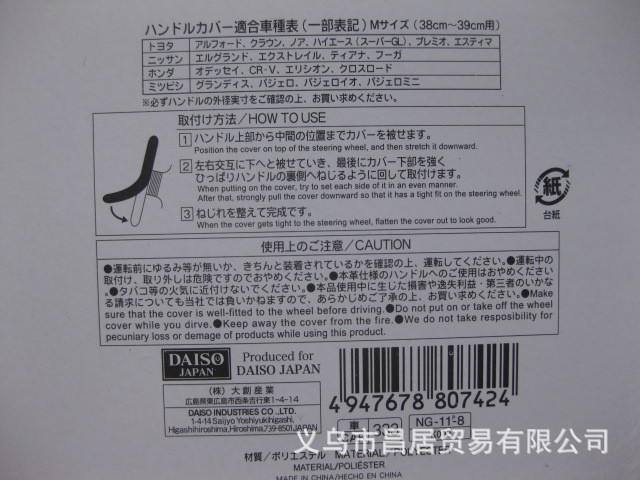 ハンドルカバー適合車種表(一部表記)Mサイズ(38cm～39cm用)
トヨタ アルフォード、クラウン、ノア、ハイエース(スーパーGL)、プレミオ、エスティマ
ニッサン エルグランド、エクストレイル、ティアナ、フーガ
ホンダ オデッセイ、CR-V、エリシオン、クロスロード
ミツビシ グランディス、パジェロ、パジェロイオ、パジェロミニ
※必ずハンドルの外径実寸をご確認の上、お買い求めください。
取付け方法/HOW TO USE
1 ハンドル上部から中間の位置までカバーを被せます。
Position the cover on top of the steering wheel, and then stretch it downward.
2 左右交互に下へと被せていき、最後にカバー下部を強く
ひっぱりハンドルの裏側へねじるように回して取付けます。
When putting on the cover, try to set each side of it in an even manner.
After that, strongly pull the cover downward so that it has a tight fit on the steering wheel.
3 ねじれを整えて完成です。
When the cover gets tight to the steering wheel, flatten the cover out to look good.
紙
台紙
使用上のご注意/CAUTION
●運転前にゆるみ等が無いか、きちんと装着されているかを確認の上、運転してください。●運転中の
取付け、取り外しは危険ですのでおやめください。●本革仕様のハンドルへのご使用はおやめくださ
い。●タバコ等の火気に近付けないでください。●本品使用中に生じた損害や逸失利益・第三者のいかな
る請求についても当社では負いかねますので、あらかじめご了承の上、お買い求めください。●Make
sure that the cover is well-fitted to the wheel before driving.●Do not put on or take off the wheel
cover while you dirve.●Keep away the cover from the fire.●We do not take resposibility for
pecuniary loss or damage of products while using this product.
DAISO JAPAN
Produced for
DAISO JAPAN
(株)大創産業
広島県東広島市西条吉行東1-4-14
DAISO INDUSTRIES CO.,LTD.
1-4-14 Saijo Yoshiyukihigashi,
Higashihiroshima,Hiroshima,739-8501 JAPAN
4 947678 807424
車
NG-11-8
义乌市昌居贸易有限公司
材質/ポリエステル MATERIAL/POLYESTER
MATERIAL/POLIÉSTER
MADE IN CHINA/HECHO EN CHINA